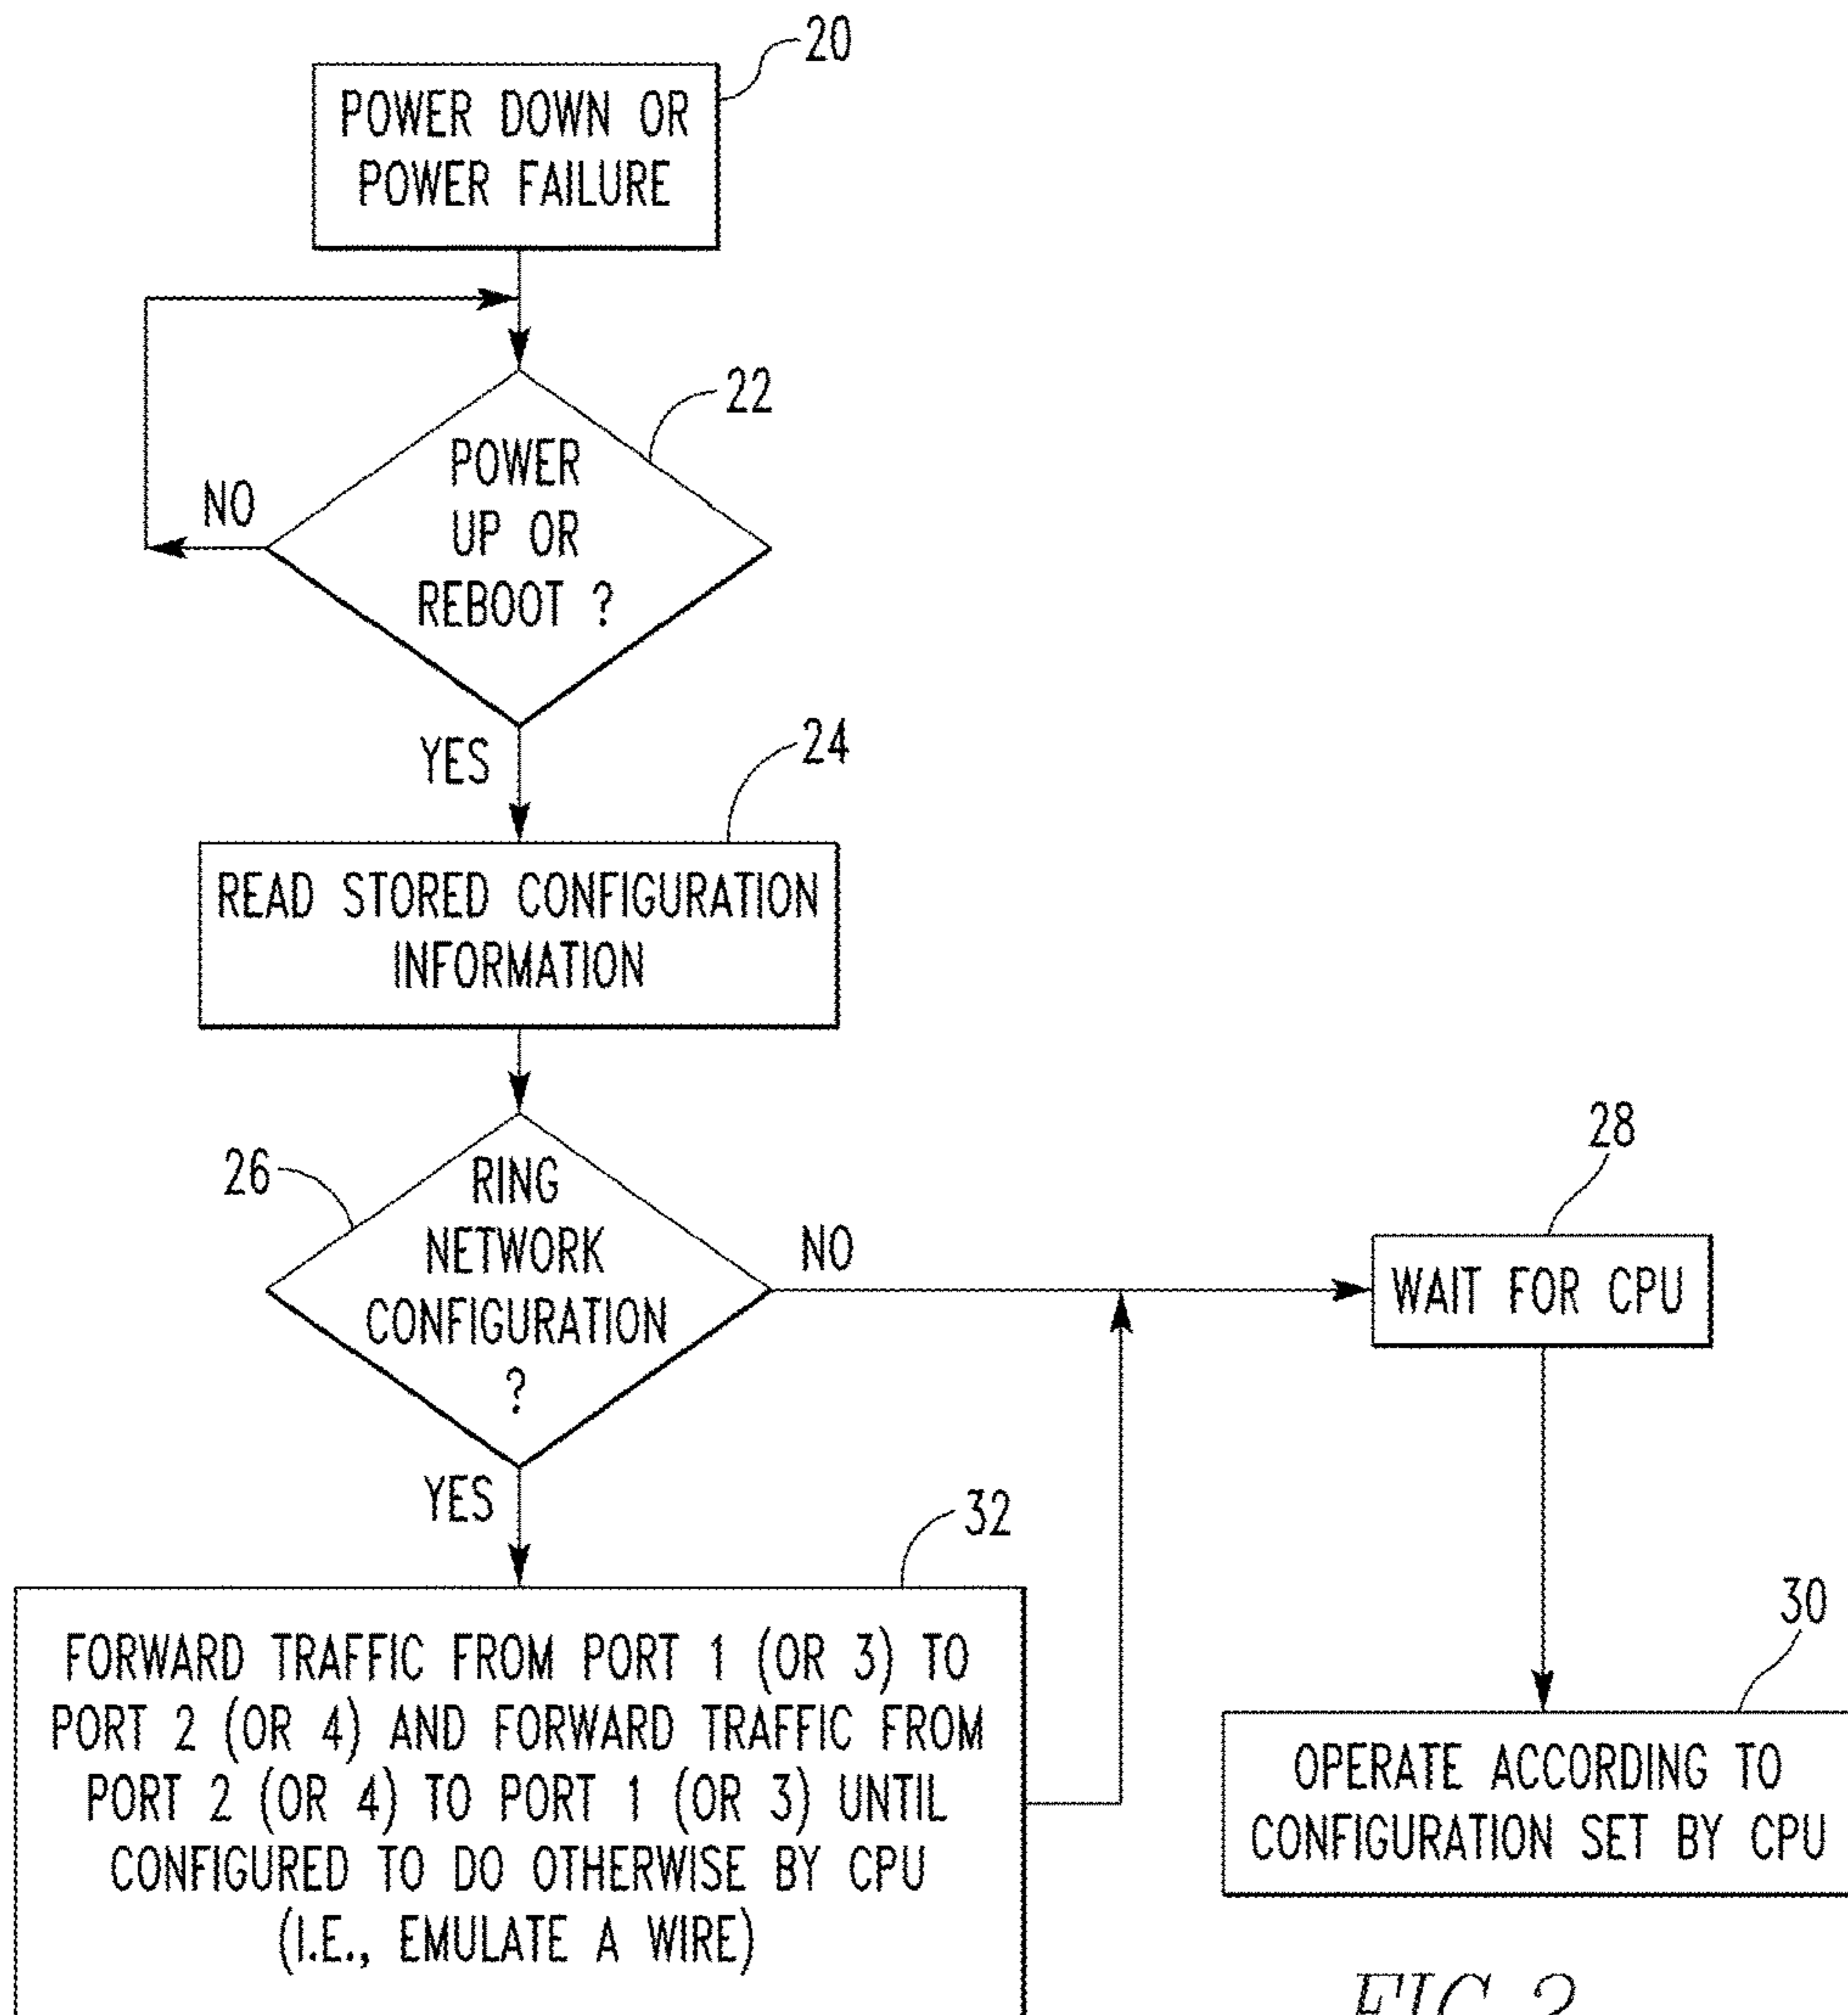 20
POWER DOWN OR
POWER FAILURE
22
POWER
UP OR
REBOOT ?
NO
YES
24
READ STORED CONFIGURATION
INFORMATION
26
RING
NETWORK
CONFIGURATION
?
NO
28
WAIT FOR CPU
YES
32
FORWARD TRAFFIC FROM PORT 1 (OR 3) TO
PORT 2 (OR 4) AND FORWARD TRAFFIC FROM
PORT 2 (OR 4) TO PORT 1 (OR 3) UNTIL
CONFIGURED TO DO OTHERWISE BY CPU
(I.E., EMULATE A WIRE)
30
OPERATE ACCORDING TO
CONFIGURATION SET BY CPU
FIG. 2